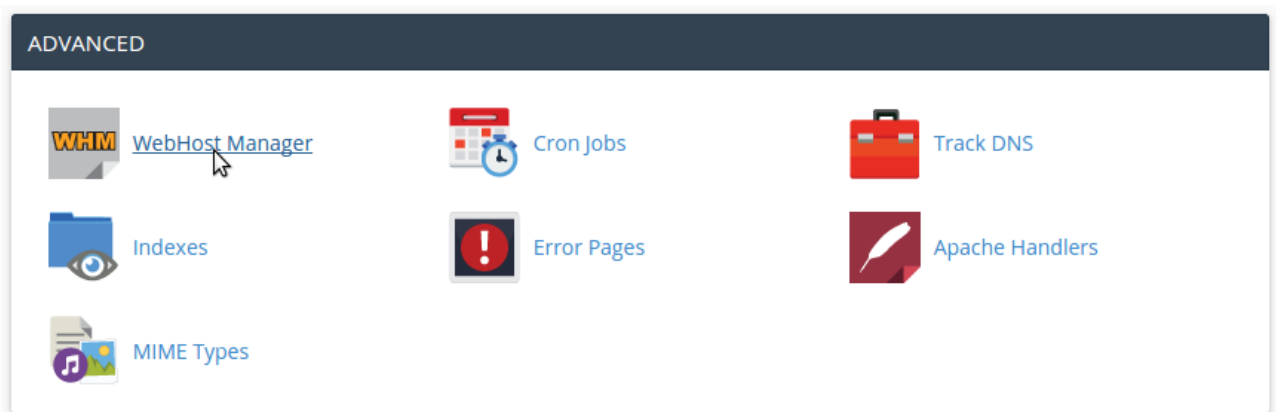 ADVANCED
WHM WebHost Manager
Cron Jobs
Track DNS
Indexes
Error Pages
Apache Handlers
MIME Types